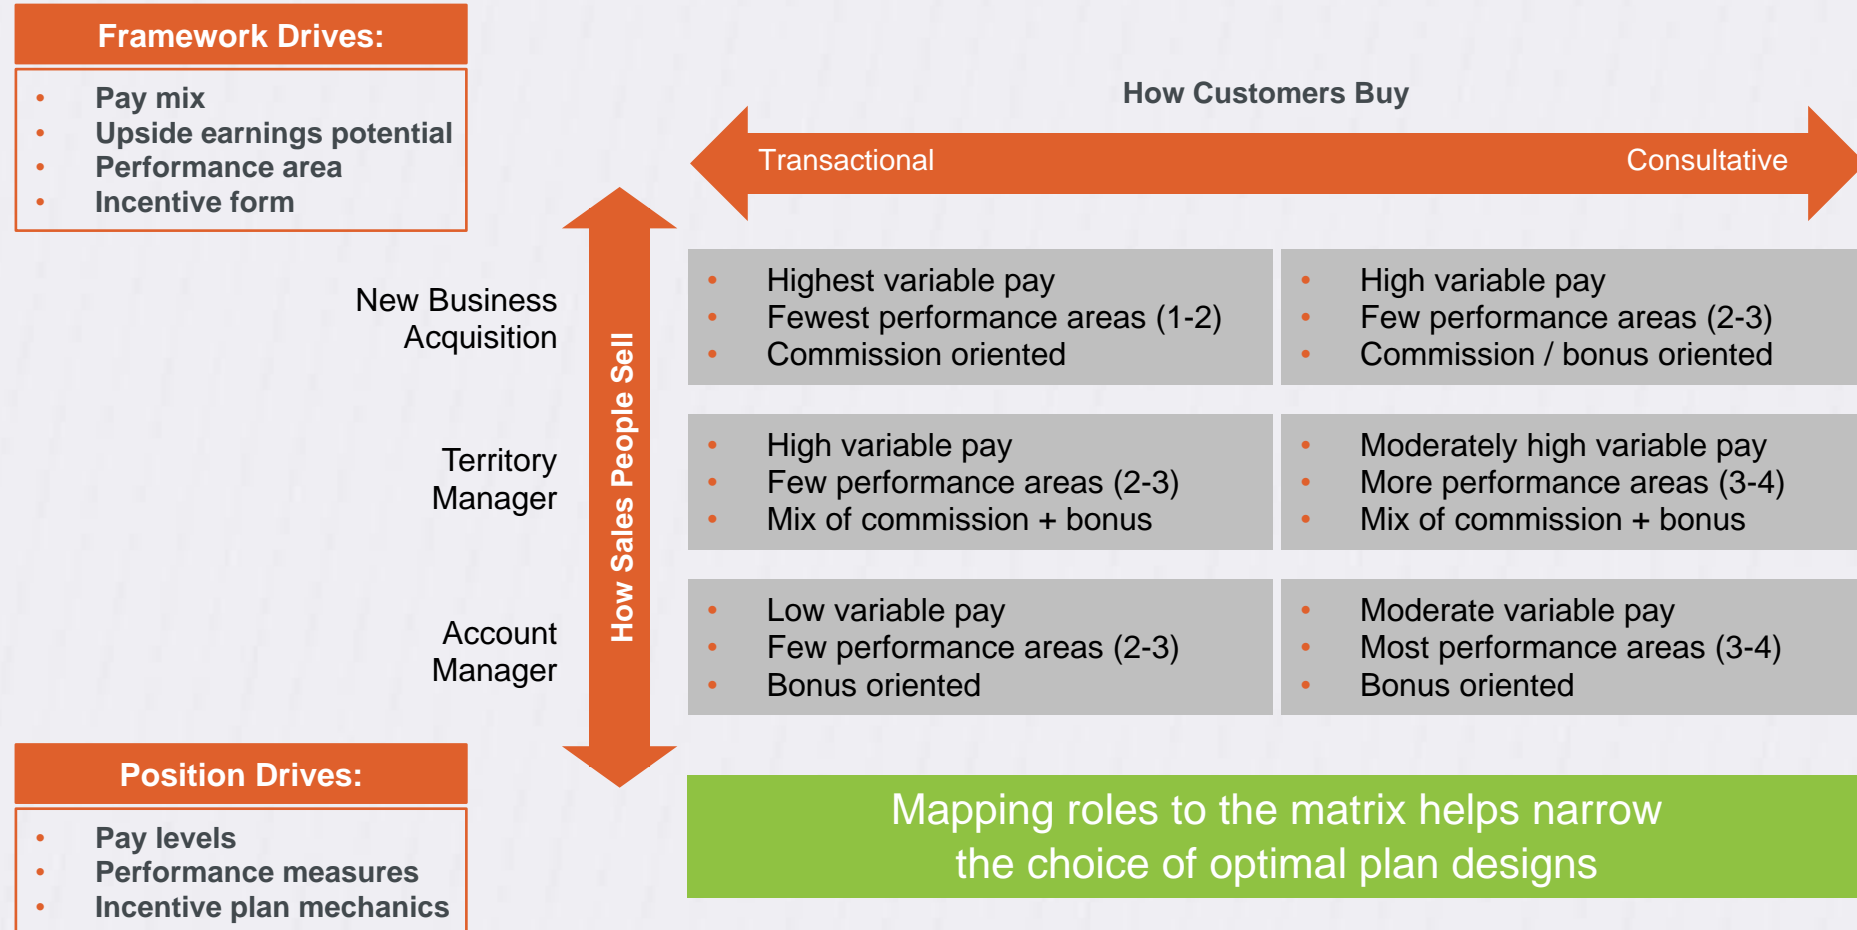 Framework Drives:
• Pay mix
• Upside earnings potential
• Performance area
• Incentive form
How Customers Buy
Transactional
Consultative
How Sales People Sell
New Business
Acquisition
• Highest variable pay
• Fewest performance areas (1-2)
• Commission oriented
• High variable pay
• Few performance areas (2-3)
• Commission / bonus oriented
Territory
Manager
• High variable pay
• Few performance areas (2-3)
• Mix of commission + bonus
• Moderately high variable pay
• More performance areas (3-4)
• Mix of commission + bonus
Account
Manager
• Low variable pay
• Few performance areas (2-3)
• Bonus oriented
• Moderate variable pay
• Most performance areas (3-4)
• Bonus oriented
Position Drives:
• Pay levels
• Performance measures
• Incentive plan mechanics
Mapping roles to the matrix helps narrow
the choice of optimal plan designs